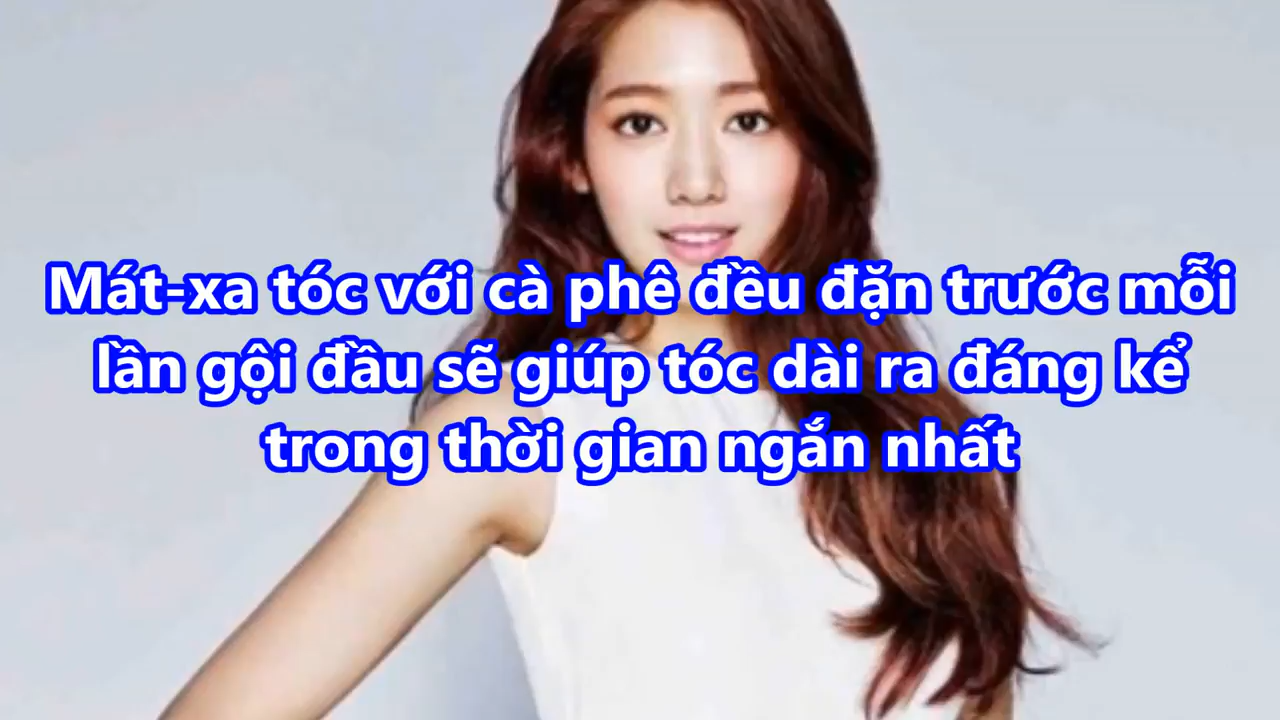 Mát-xa tóc với cà phê đều đặn trước mỗi
lần gội đầu sẽ giúp tóc dài ra đáng kể
trong thời gian ngắn nhất